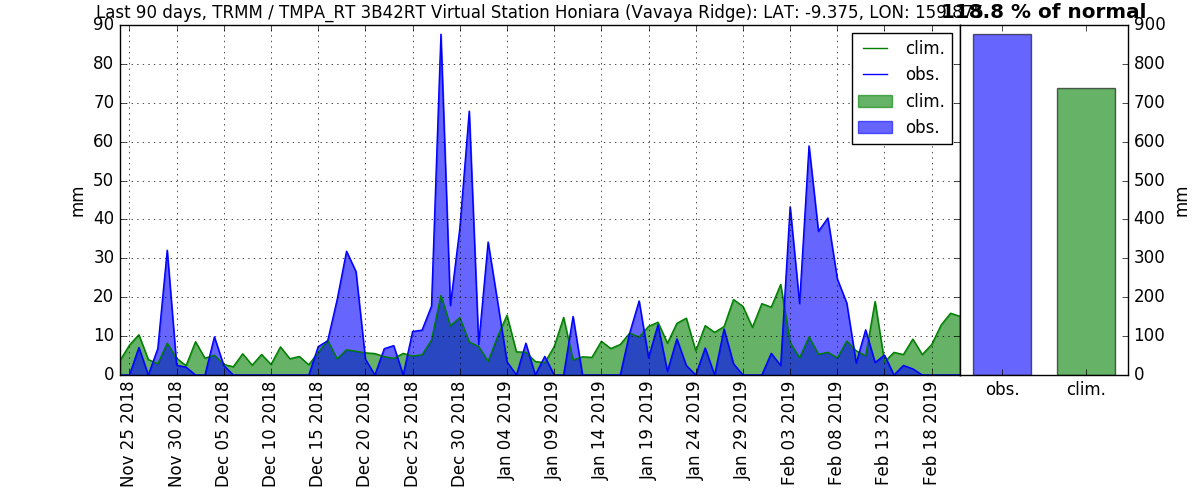 Last 90 days, TRMM / TMPA_RT 3B42RT Virtual Station Honiara (Vavaya Ridge): LAT: -9.375, LON: 159.875
118.8 % of normal
90
80
70
60
50
40
30
20
10
0
mm
clim.
obs.
clim.
obs.
900
800
700
600
500
400
300
200
100
0
mm
obs.
clim.
Nov 25 2018
Nov 30 2018
Dec 05 2018
Dec 10 2018
Dec 15 2018
Dec 20 2018
Dec 25 2018
Dec 30 2018
Jan 04 2019
Jan 09 2019
Jan 14 2019
Jan 19 2019
Jan 24 2019
Jan 29 2019
Feb 03 2019
Feb 08 2019
Feb 13 2019
Feb 18 2019